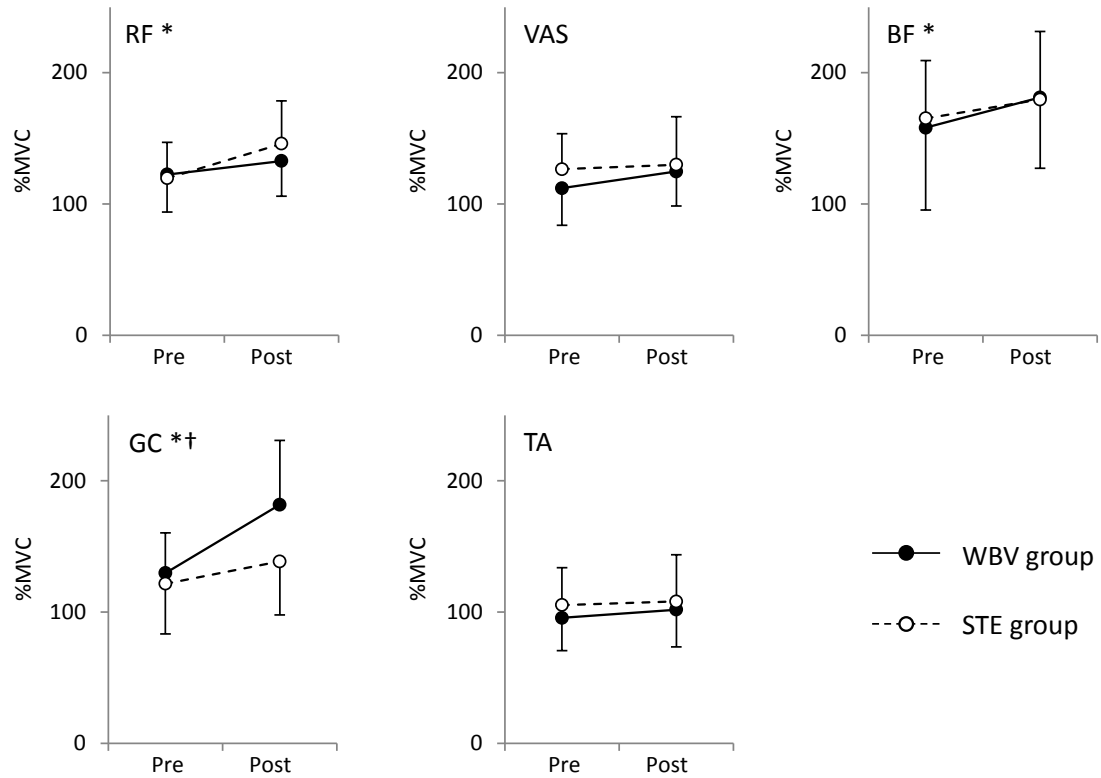 RF *
200
100
0
%MVC
Pre Post
VAS
200
100
0
%MVC
Pre Post
BF *
200
100
0
%MVC
Pre Post
GC *†
200
100
0
%MVC
Pre Post
TA
200
100
0
%MVC
Pre Post
WBV group
STE group